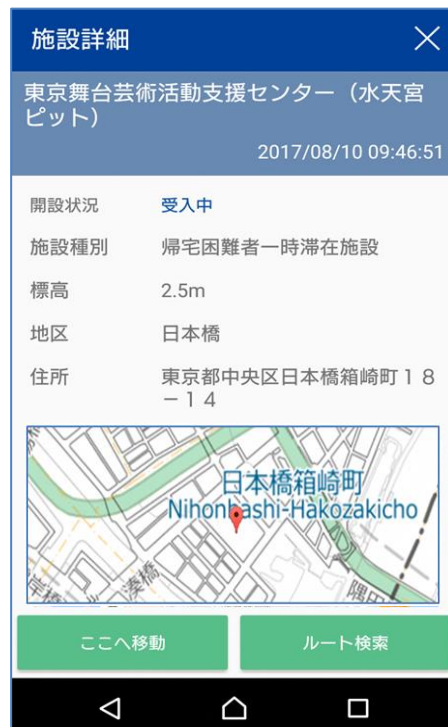 施設詳細
東京舞台芸術活動支援センター（水天宮
ピット）
2017/08/10 09:46:51
開設状況 受入中
施設種別 帰宅困難者一時滞在施設
標高 2.5m
地区 日本橋
住所 東京都中央区日本橋箱崎町１８
－１４
日本橋箱崎町
Nihonbashi-Hakozakicho
湊橋
隅田
ここへ移動 ルート検索